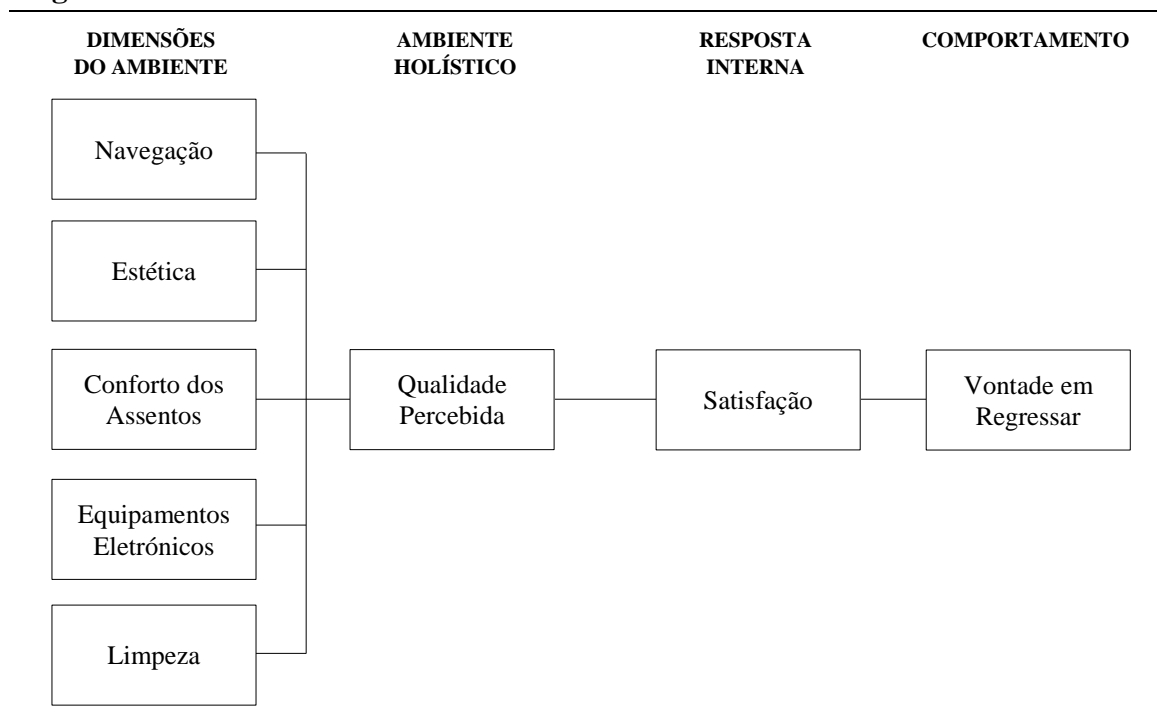 DIMENSÕES
DO AMBIENTE
AMBIENTE
HOLÍSTICO
RESPOSTA
INTERNA
COMPORTAMENTO
Navegação
Estética
Conforto dos
Assentos
Qualidade
Percebida
Satisfação
Vontade em
Regressar
Equipamentos
Eletrónicos
Limpeza